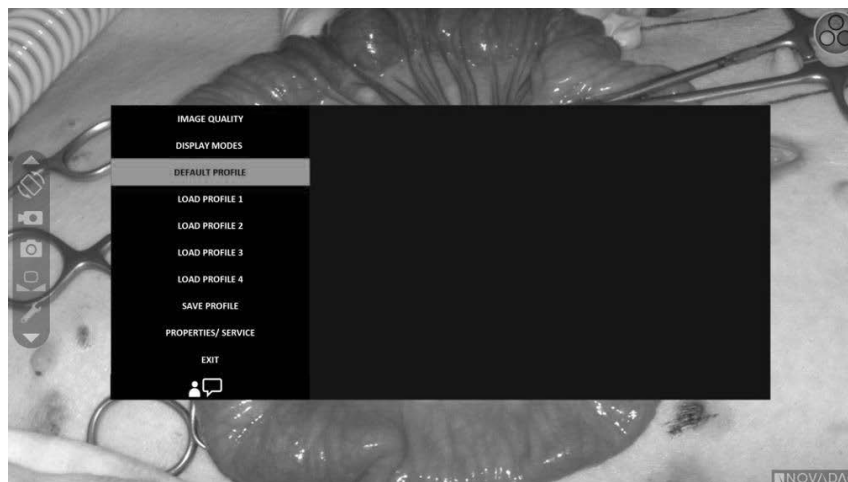 IMAGE QUALITY
DISPLAY MODES
DEFAULT PROFILE
LOAD PROFILE 1
LOAD PROFILE 2
LOAD PROFILE 3
LOAD PROFILE 4
SAVE PROFILE
PROPERTIES/ SERVICE
EXIT
NOVADA